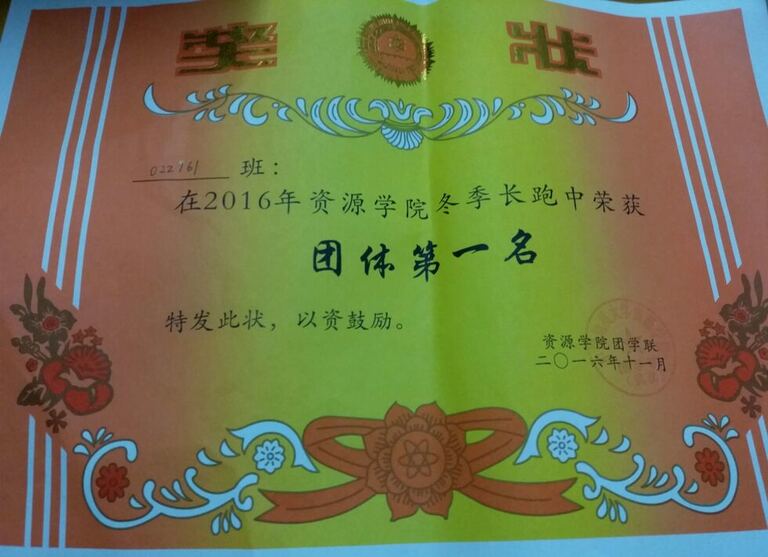 奖状
022161 班：
在2016年资源学院冬季长跑中荣获
团体第一名
特发此状，以资鼓励。
资源学院团学联
二〇一六年十一月